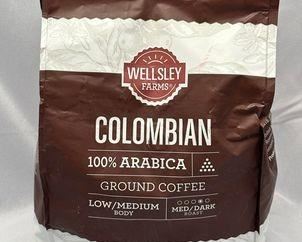 WELLSLEY
FARMS®
COLOMBIAN
100% ARABICA
GROUND COFFEE
LOW/MEDIUM
BODY
MED/DARK
ROAST